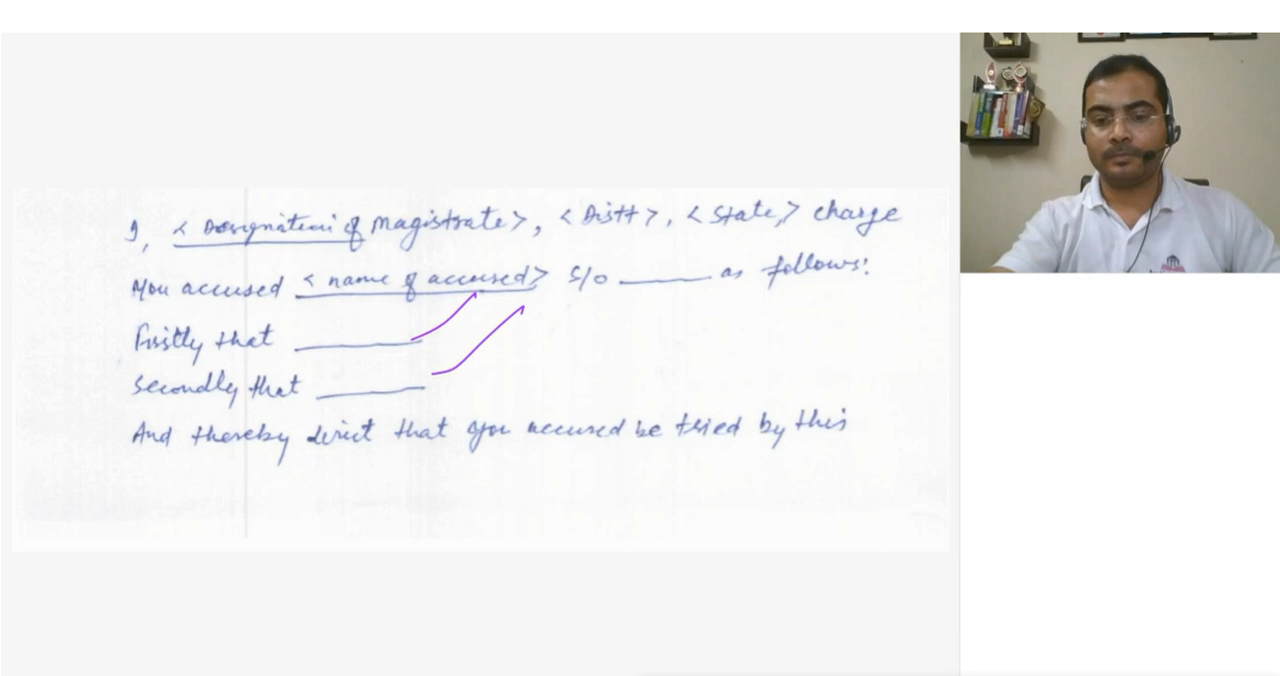 I, < Designation of Magistrate>, < Distt >, < State,> charge
You accused < name of accused> S/o ______ as follows:
Firstly that ______
Secondly that ______
And thereby direct that you accused be tried by this